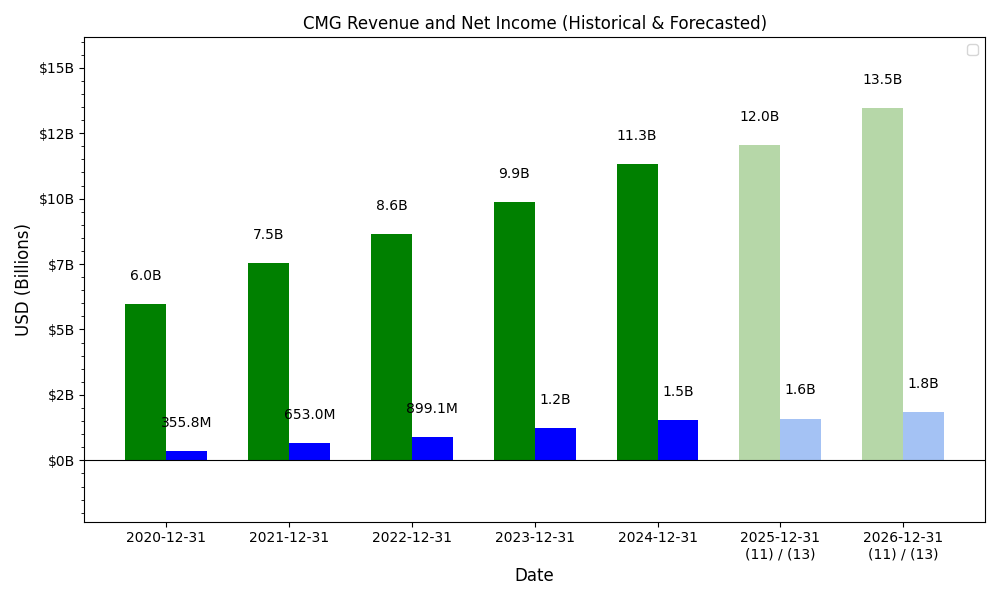 CMG Revenue and Net Income (Historical & Forecasted)
USD (Billions)
$15B
$12B
$10B
$7B
$5B
$2B
$0B
6.0B
7.5B
8.6B
9.9B
11.3B
12.0B
13.5B
355.8M
653.0M
899.1M
1.2B
1.5B
1.6B
1.8B
2020-12-31
2021-12-31
2022-12-31
2023-12-31
2024-12-31
2025-12-31
(11) / (13)
2026-12-31
(11) / (13)
Date